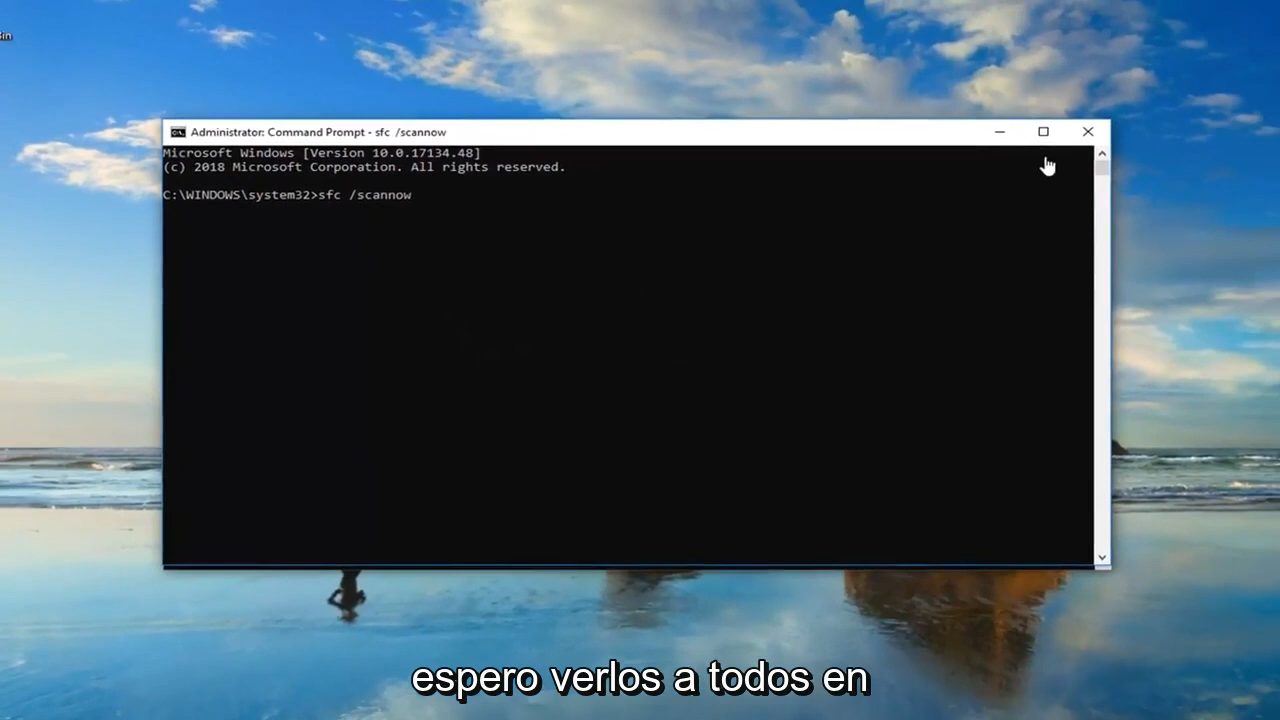 in
Administrator: Command Prompt - sfc /scannow
Microsoft Windows [Version 10.0.17134.48]
(c) 2018 Microsoft Corporation. All rights reserved.
C:\WINDOWS\system32>sfc /scannow
espero verlos a todos en